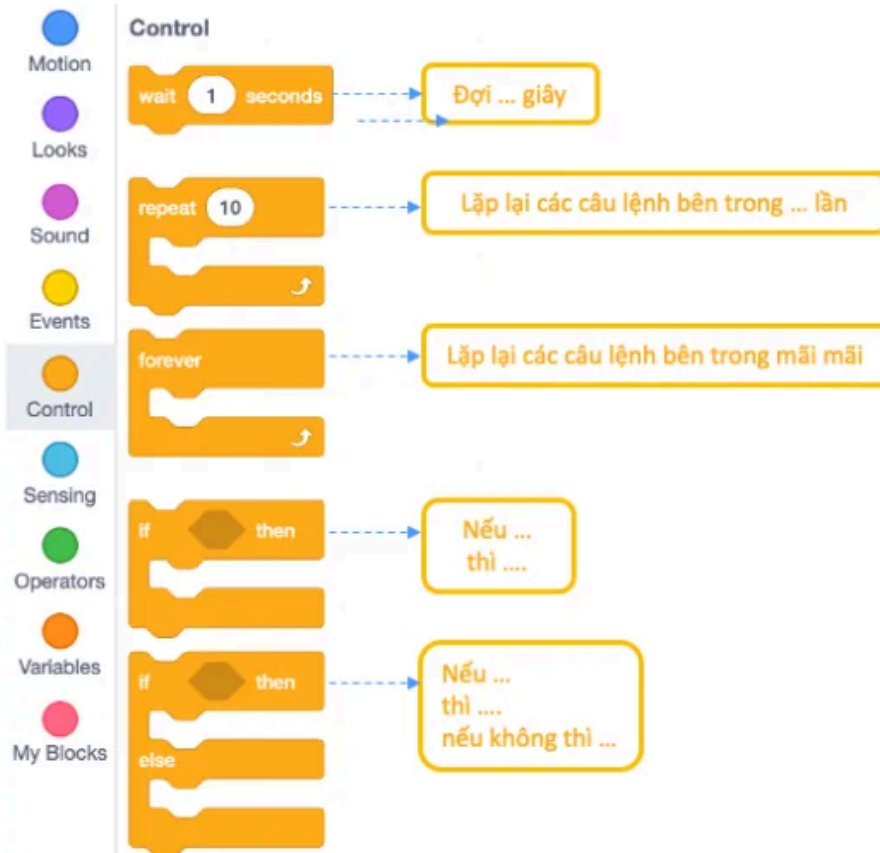 Motion
Looks
Sound
Events
Control
Sensing
Operators
Variables
My Blocks
Control
wait 1 seconds
Đợi ... giây
repeat 10
Lặp lại các câu lệnh bên trong ... lần
forever
Lặp lại các câu lệnh bên trong mãi mãi
if then
Nếu ...
thì ....
if then
else
Nếu ...
thì ....
nếu không thì ...